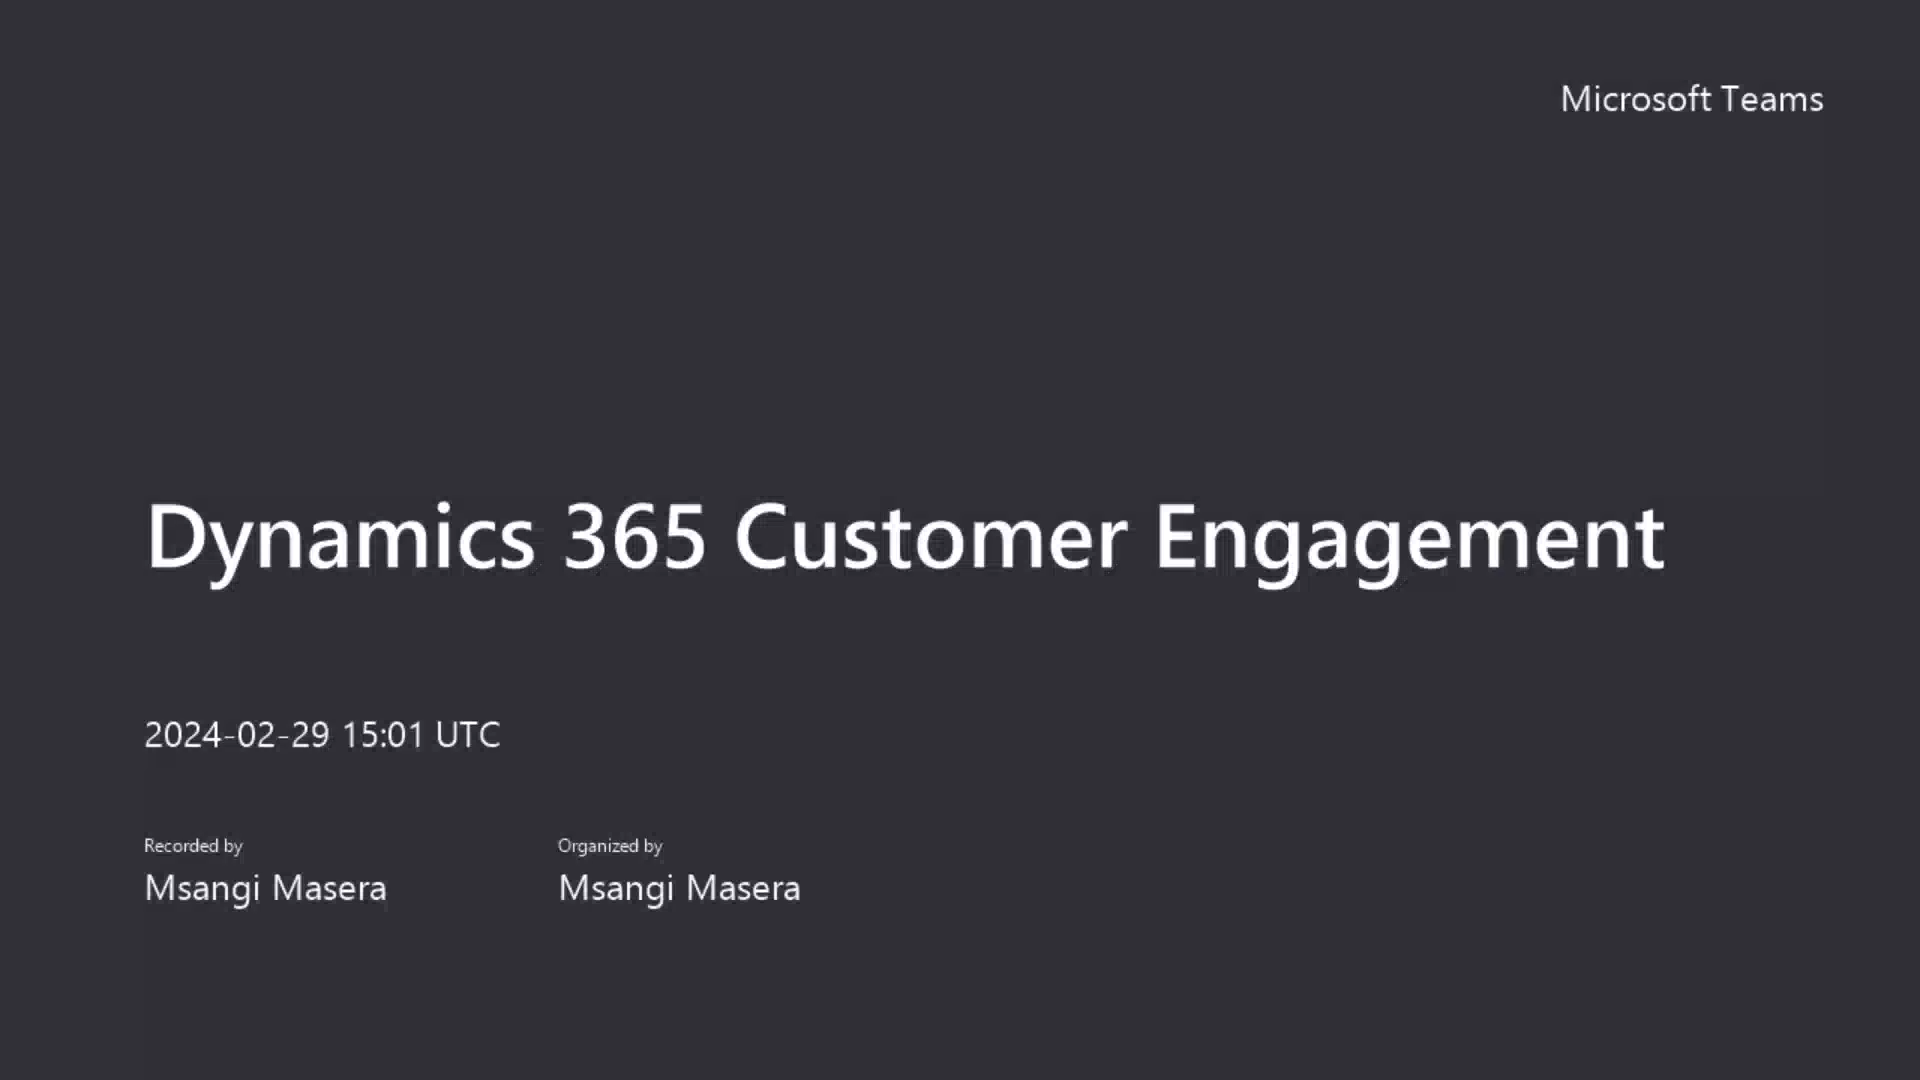 Microsoft Teams
Dynamics 365 Customer Engagement
2024-02-29 15:01 UTC
Recorded by
Msangi Masera
Organized by
Msangi Masera